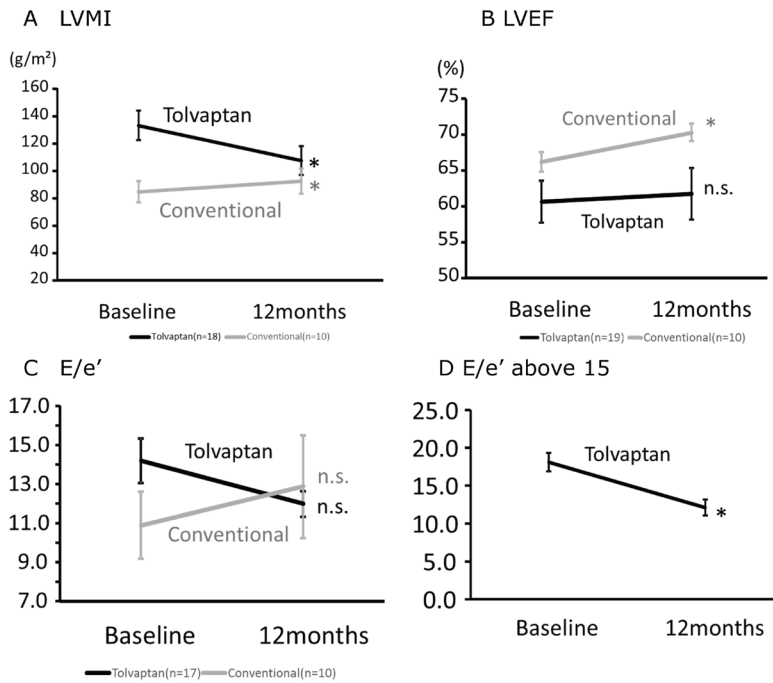 A LVMI
(g/m²)
160
140
120
100
80
60
40
20
Tolvaptan
*
*
Conventional
Baseline 12months
Tolvaptan(n=18) Conventional(n=10)
B LVEF
(%)
75
70
65
60
55
50
Conventional
*
n.s.
Tolvaptan
Baseline 12months
Tolvaptan(n=19) Conventional(n=10)
C E/e’
17.0
15.0
13.0
11.0
9.0
7.0
Tolvaptan
n.s.
n.s.
Conventional
Baseline 12months
Tolvaptan(n=17) Conventional(n=10)
D E/e’ above 15
25.0
20.0
15.0
10.0
5.0
0.0
Tolvaptan
*
Baseline 12months